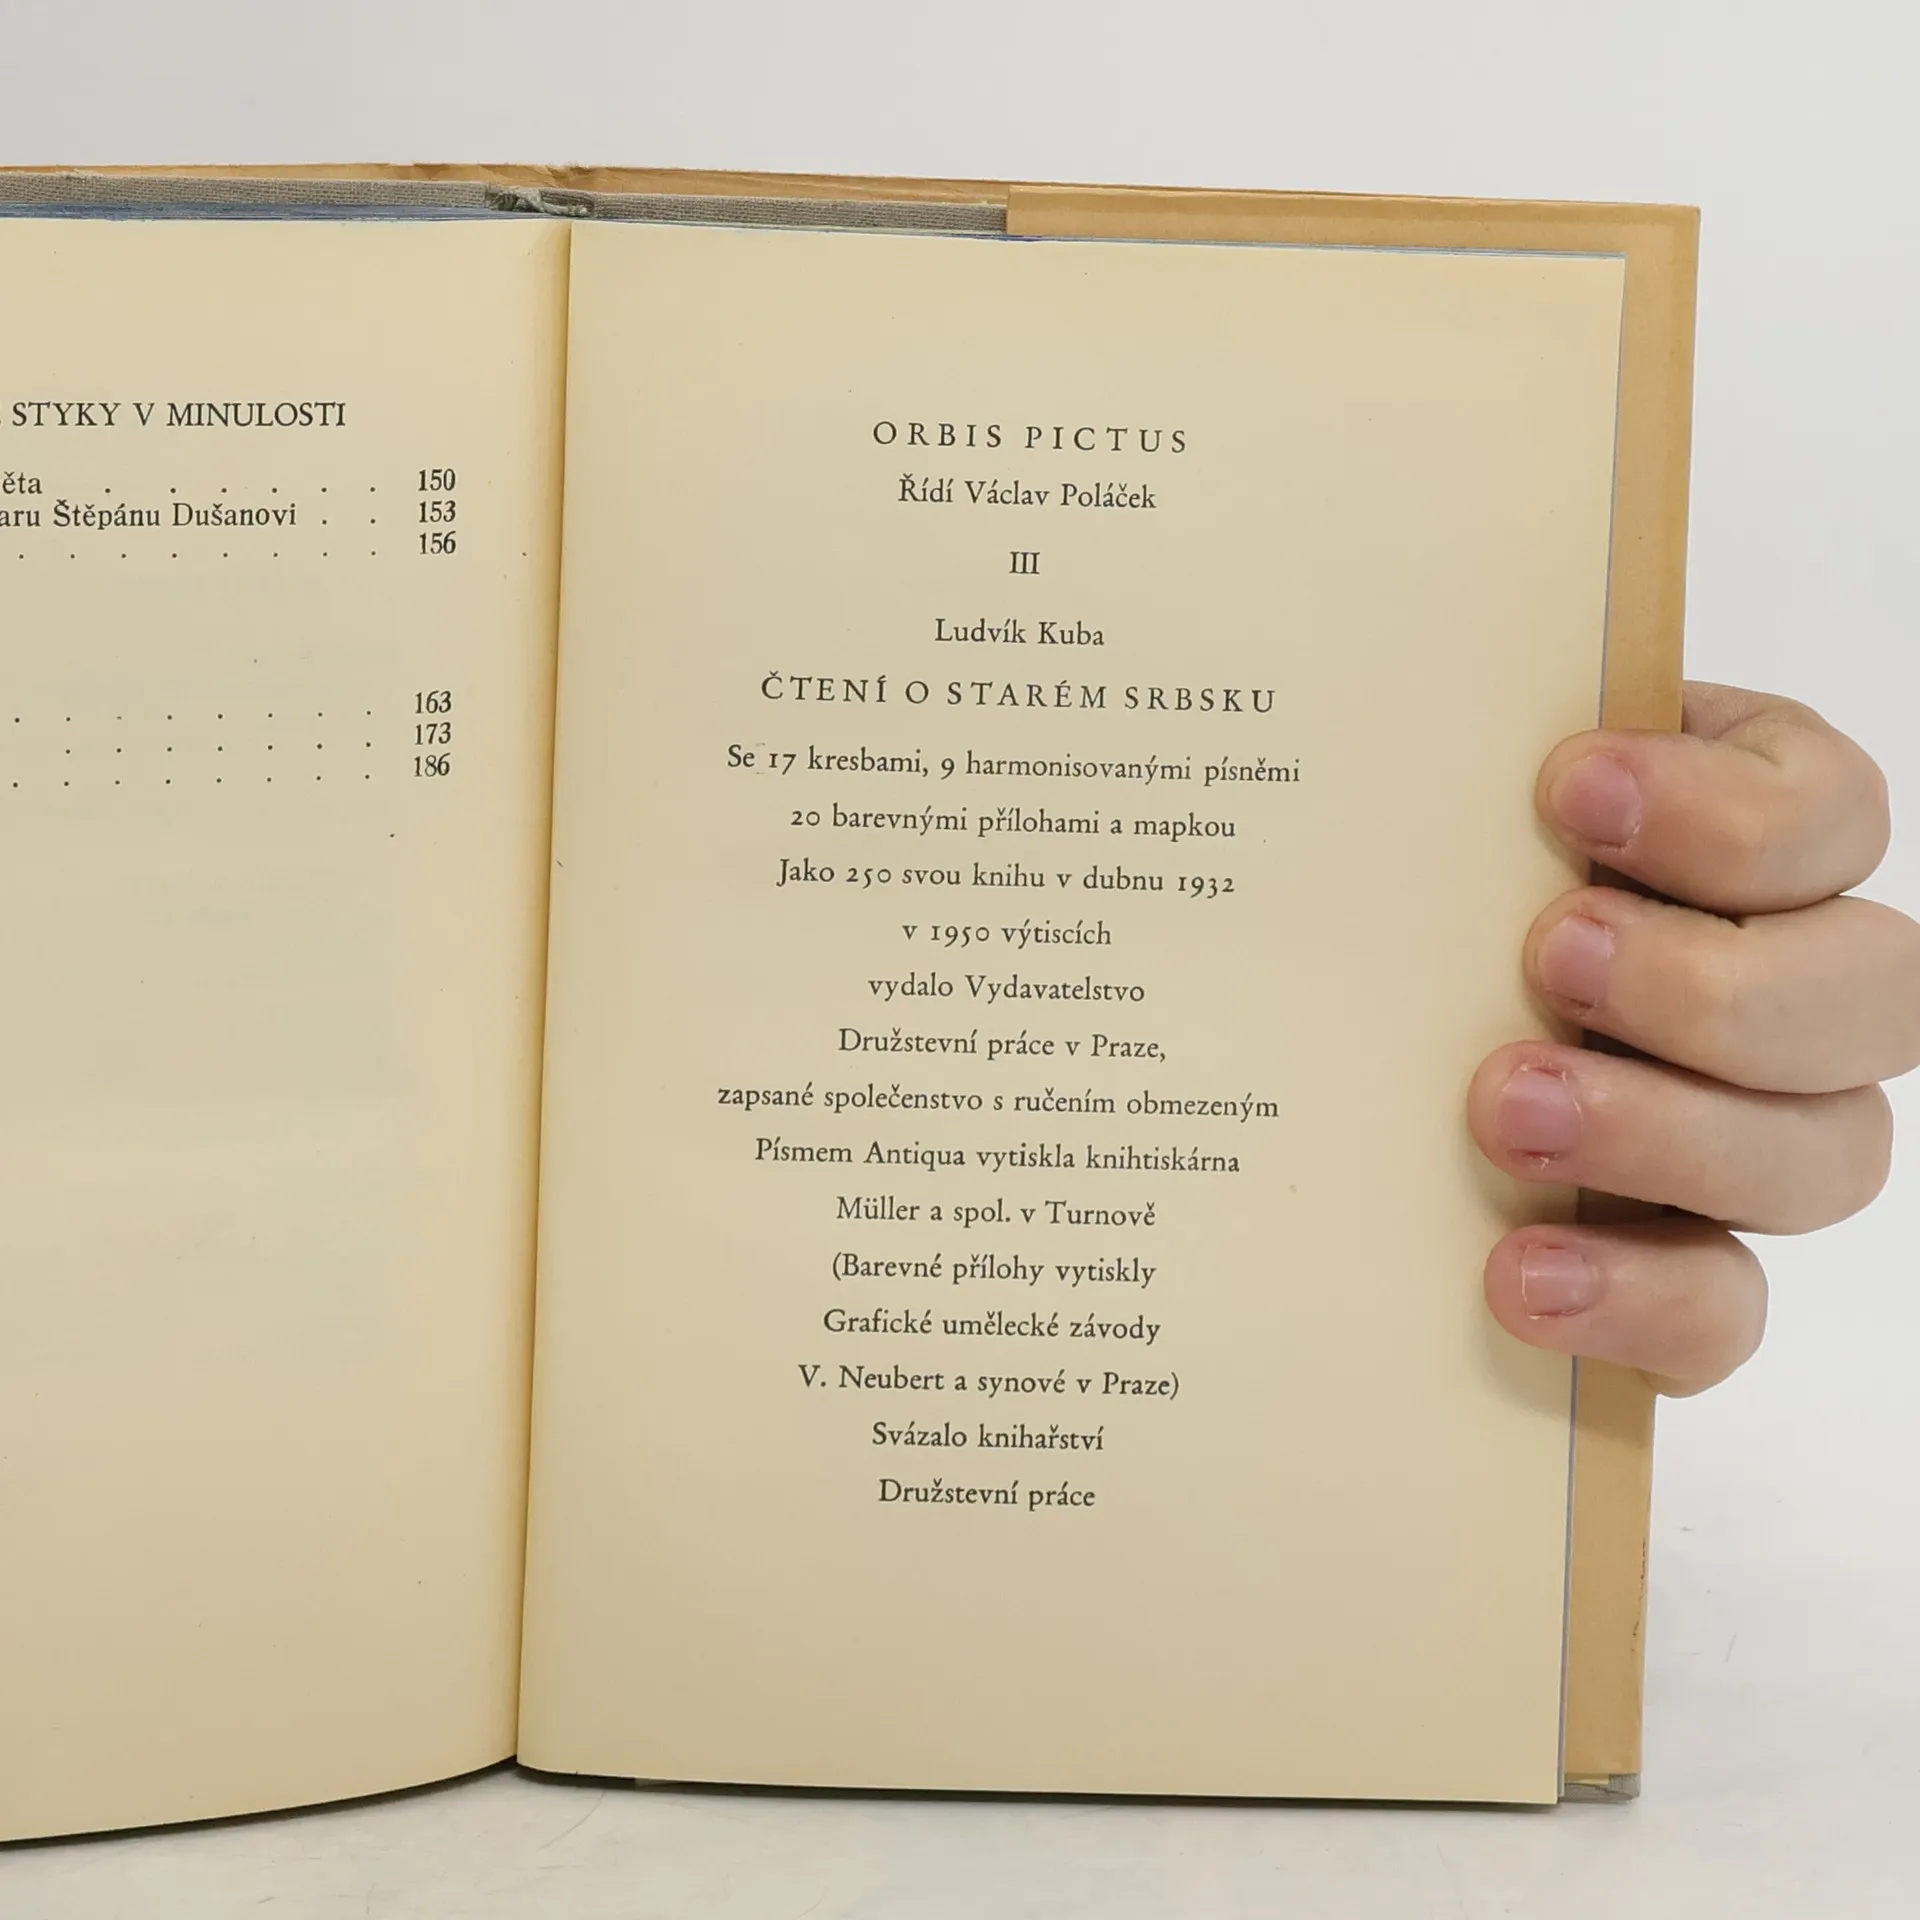 STYKY V MINULOSTI
. . . . . . 150
Štěpánu Dušanovi . . 153
. . . . . . . . 156
. . . . . . . . 163
. . . . . . . 173
. . . . . . . . 186
ORBIS PICTUS
Řídí Václav Poláček
III
Ludvík Kuba
ČTENÍ O STARÉM SRBSKU
Se 17 kresbami, 9 harmonisovanými písněmi
20 barevnými přílohami a mapkou
Jako 250 svou knihu v dubnu 1932
v 1950 výtiscích
vydalo Vydavatelstvo
Družstevní práce v Praze,
zapsané společenstvo s ručením obmezeným
Písmem Antiqua vytiskla knihtiskárna
Müller a spol. v Turnově
(Barevné přílohy vytiskly
Grafické umělecké závody
V. Neubert a synové v Praze)
Svázalo knihařství
Družstevní práce